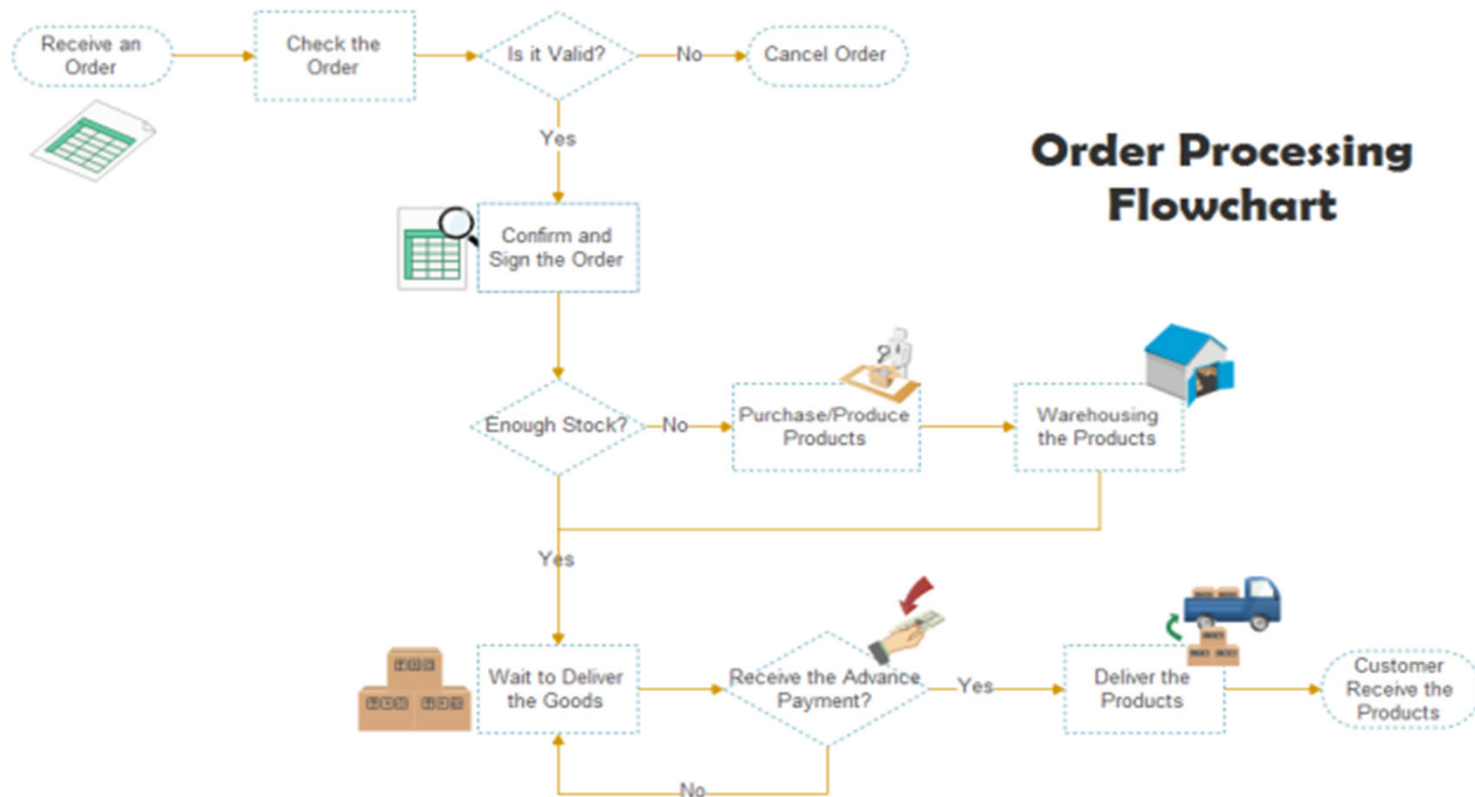 Receive an
Order
Check the
Order
Is it Valid?
No
Cancel Order
Yes
Order Processing
Flowchart
Confirm and
Sign the Order
Enough Stock?
No
Purchase/Produce
Products
Warehousing
the Products
Yes
Wait to Deliver
the Goods
Receive the Advance
Payment?
Yes
Deliver the
Products
Customer
Receive the
Products
No